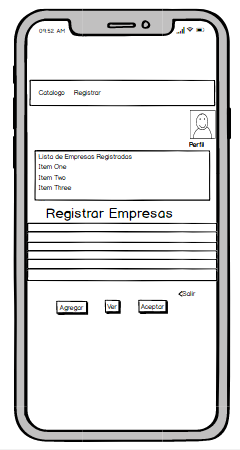 09:52 AM
Catalogo Registrar
Perfil
Lista de Empresas Registradas
Item One
Item Two
Item Three
Registrar Empresas
<Salir
Agregar Ver Aceptar